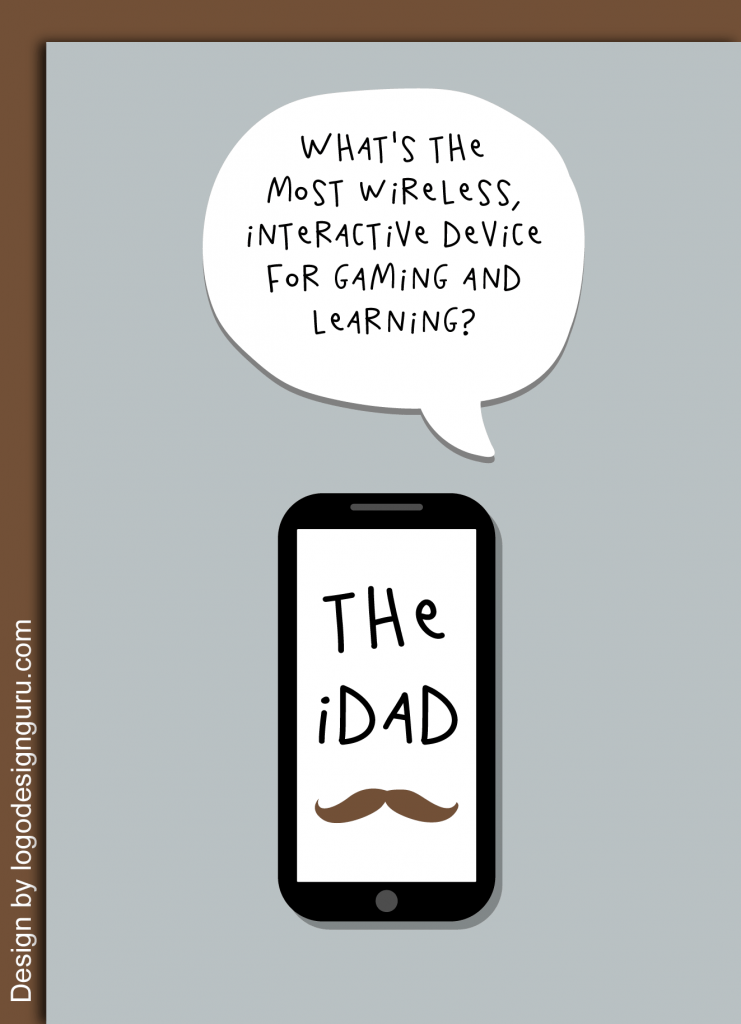 WHAT'S THe
MoST WiReLeSS,
iNTeRACTiVe DeViCe
FoR GAMiNG AND
LeARNiNG?
THe
iDAD
Design by logodesignguru.com